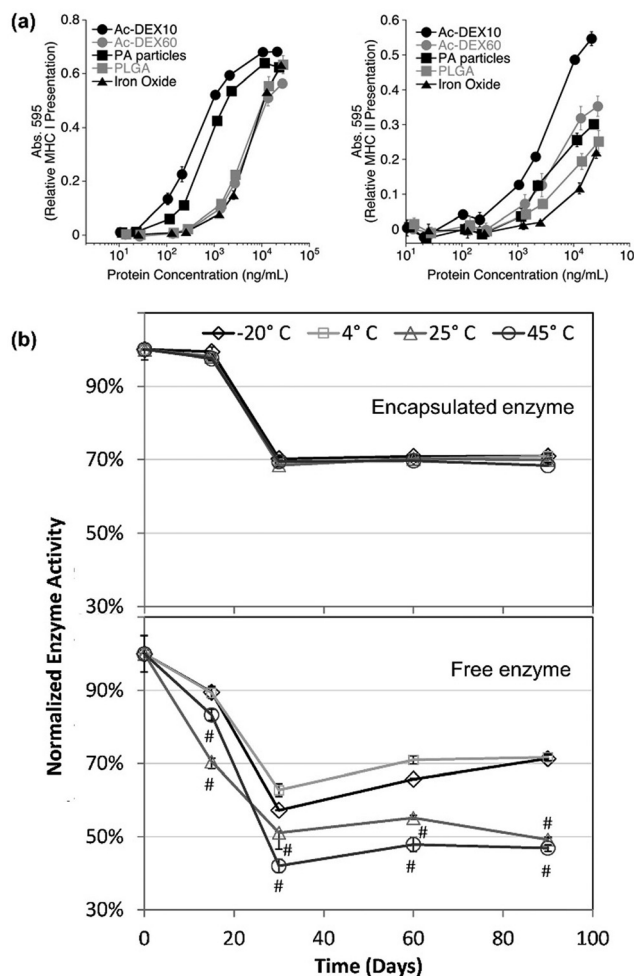 (a)
Ac-DEX10
Ac-DEX60
PA particles
PLGA
Iron Oxide
Abs. 595
(Relative MHC I Presentation)
0.8
0.6
0.4
0.2
0
10¹ 10² 10³ 10⁴ 10⁵
Protein Concentration (ng/mL)
Ac-DEX10
Ac-DEX60
PA particles
PLGA
Iron Oxide
Abs. 595
(Relative MHC II Presentation)
0.6
0.5
0.4
0.3
0.2
0.1
0
10¹ 10² 10³ 10⁴
Protein Concentration (ng/mL)
(b)
-20° C 4° C 25° C 45° C
Encapsulated enzyme
90%
70%
50%
30%
Free enzyme
90%
70%
50%
30%
# # # # # # # #
Normalized Enzyme Activity
0 20 40 60 80 100
Time (Days)